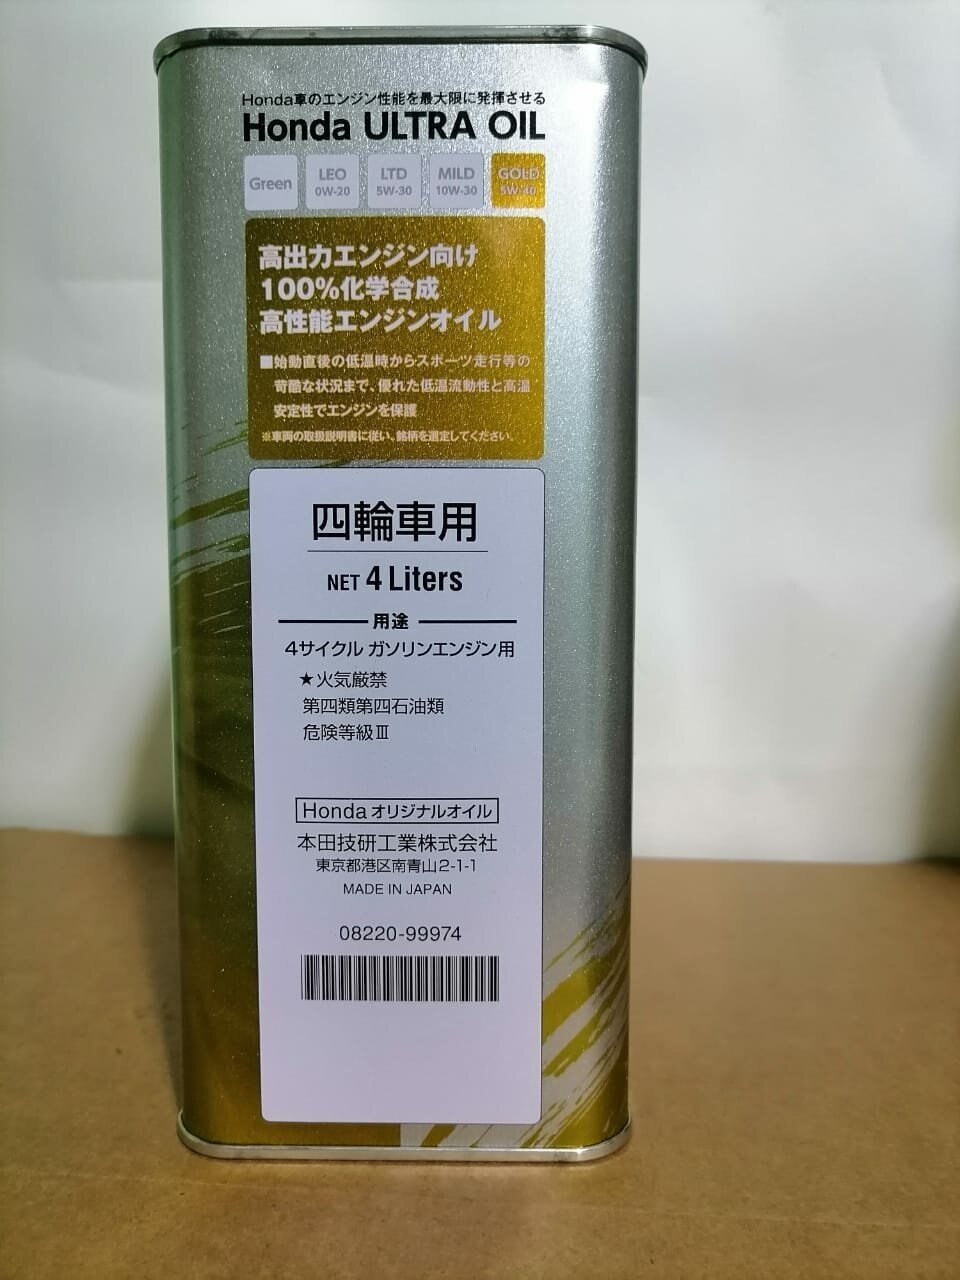 Honda車のエンジン性能を最大限に発揮させる
Honda ULTRA OIL
Green
LEO
0W-20
LTD
5W-30
MILD
10W-30
GOLD
5W-40
高出力エンジン向け
100%化学合成
高性能エンジンオイル
■始動直後の低温時からスポーツ走行等の
苛酷な状況まで、優れた低温流動性と高温
安定性でエンジンを保護
※車両の取扱説明書に従い、銘柄を選定してください。
四輪車用
NET 4 Liters
用途
4サイクル ガソリンエンジン用
★火気厳禁
第四類第四石油類
危険等級Ⅲ
Hondaオリジナルオイル
本田技研工業株式会社
東京都港区南青山2-1-1
MADE IN JAPAN
08220-99974